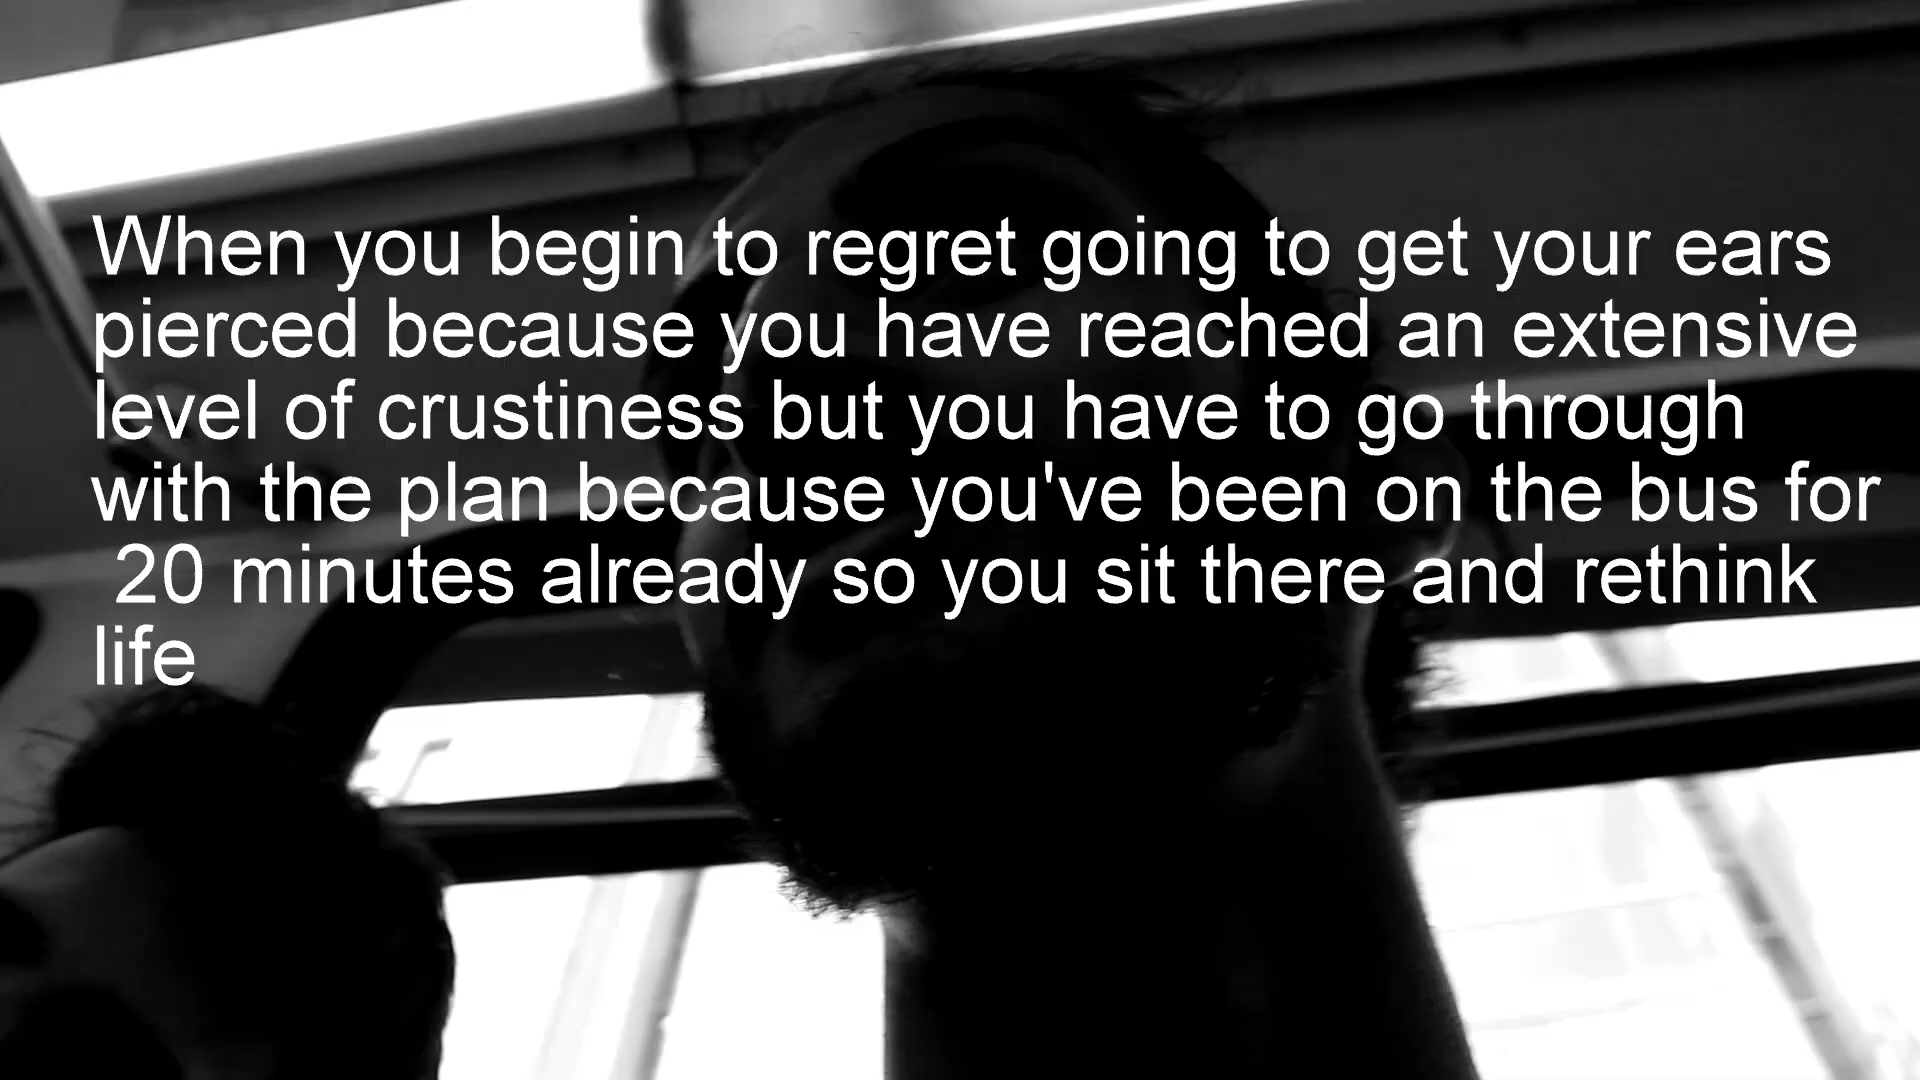 When you begin to regret going to get your ears
pierced because you have reached an extensive
level of crustiness but you have to go through
with the plan because you've been on the bus for
20 minutes already so you sit there and rethink
life